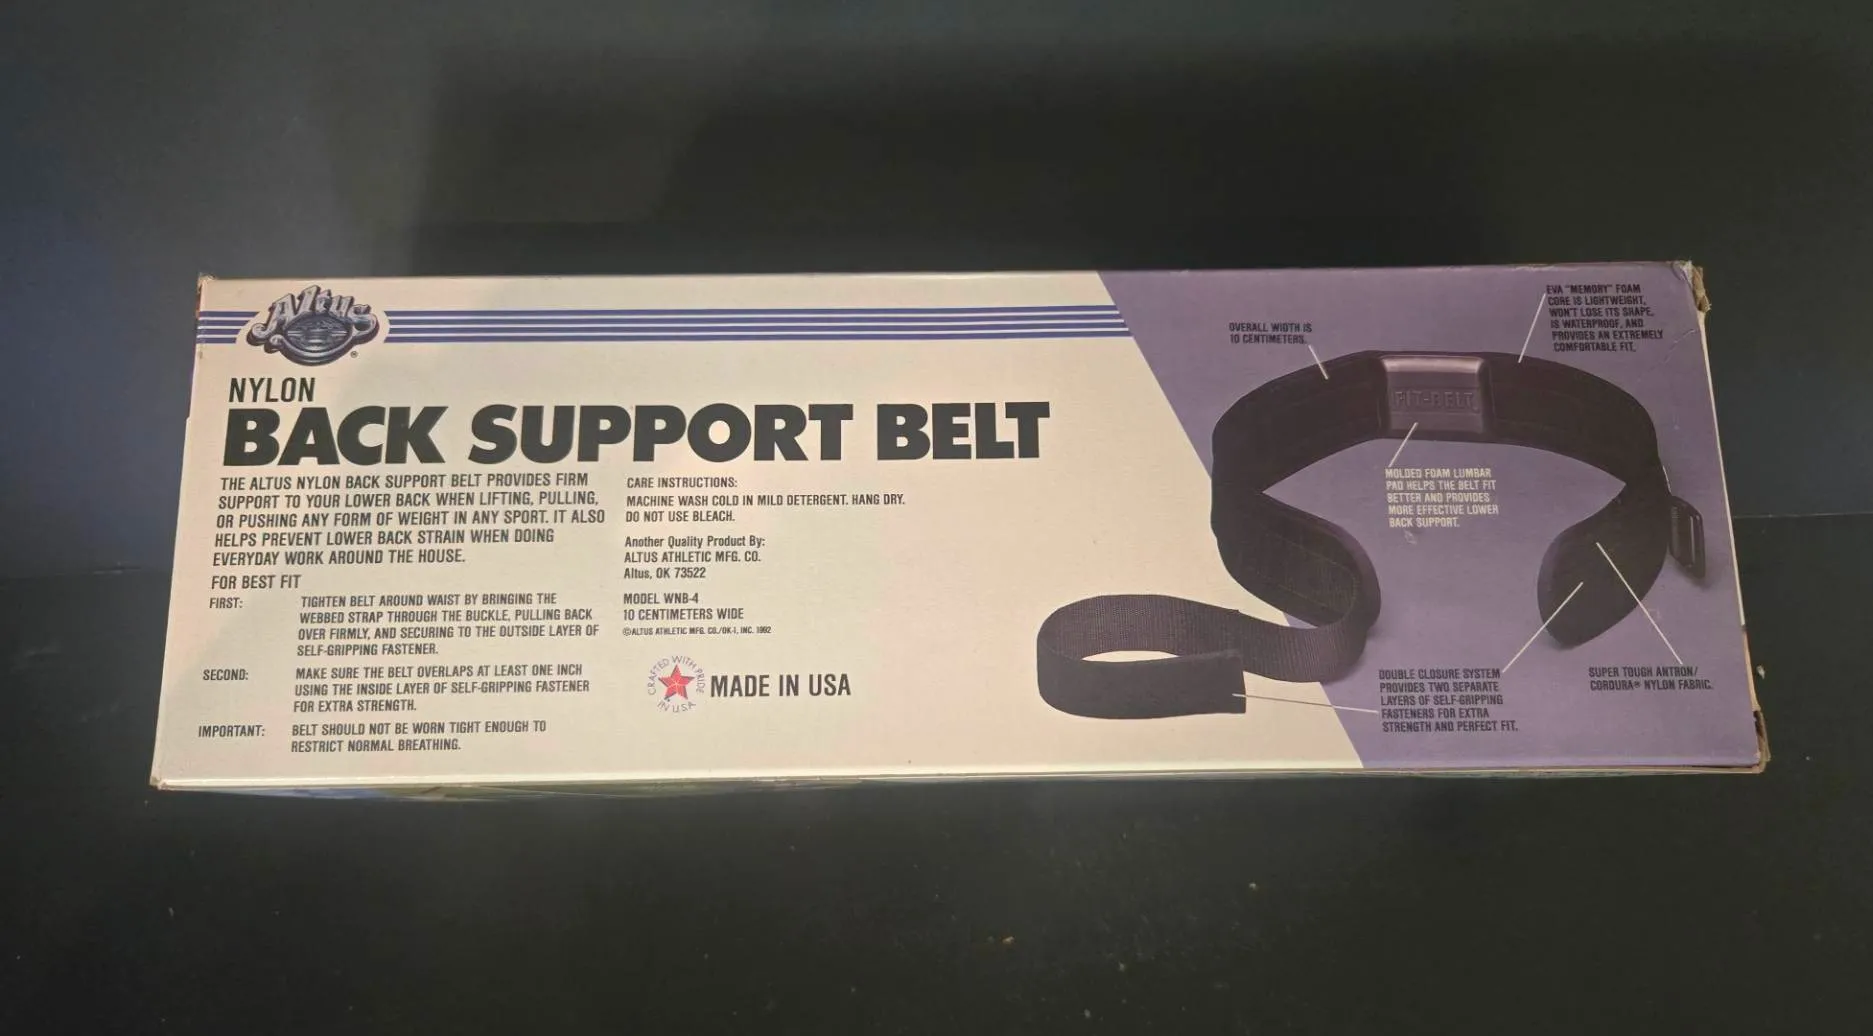 Altus
®
NYLON
BACK SUPPORT BELT
THE ALTUS NYLON BACK SUPPORT BELT PROVIDES FIRM
SUPPORT TO YOUR LOWER BACK WHEN LIFTING, PULLING,
OR PUSHING ANY FORM OF WEIGHT IN ANY SPORT. IT ALSO
HELPS PREVENT LOWER BACK STRAIN WHEN DOING
EVERYDAY WORK AROUND THE HOUSE.
FOR BEST FIT
FIRST: TIGHTEN BELT AROUND WAIST BY BRINGING THE
WEBBED STRAP THROUGH THE BUCKLE, PULLING BACK
OVER FIRMLY, AND SECURING TO THE OUTSIDE LAYER OF
SELF-GRIPPING FASTENER.
SECOND: MAKE SURE THE BELT OVERLAPS AT LEAST ONE INCH
USING THE INSIDE LAYER OF SELF-GRIPPING FASTENER
FOR EXTRA STRENGTH.
IMPORTANT: BELT SHOULD NOT BE WORN TIGHT ENOUGH TO
RESTRICT NORMAL BREATHING.
CARE INSTRUCTIONS:
MACHINE WASH COLD IN MILD DETERGENT. HANG DRY.
DO NOT USE BLEACH.
Another Quality Product By:
ALTUS ATHLETIC MFG. CO.
Altus, OK 73522
MODEL WNB-4
10 CENTIMETERS WIDE
©ALTUS ATHLETIC MFG. CO./OK-1, INC. 1992
CRAFTED WITH PRIDE
IN U.S.A.
MADE IN USA
OVERALL WIDTH IS
10 CENTIMETERS.
EVA "MEMORY" FOAM
CORE IS LIGHTWEIGHT,
WON'T LOSE ITS SHAPE,
IS WATERPROOF, AND
PROVIDES AN EXTREMELY
COMFORTABLE FIT.
FIT-BELT
MOLDED FOAM LUMBAR
PAD HELPS THE BELT FIT
BETTER AND PROVIDES
MORE EFFECTIVE LOWER
BACK SUPPORT.
DOUBLE CLOSURE SYSTEM
PROVIDES TWO SEPARATE
LAYERS OF SELF-GRIPPING
FASTENERS FOR EXTRA
STRENGTH AND PERFECT FIT.
SUPER TOUGH ANTRON/
CORDURA® NYLON FABRIC.